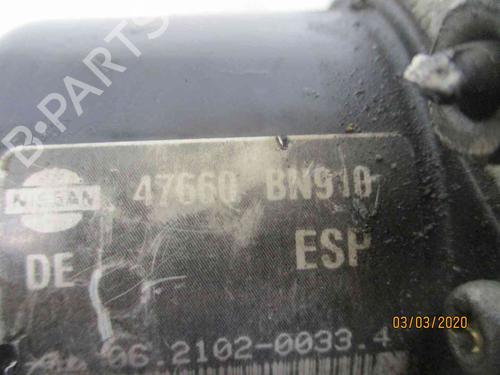 B-PARTS
NISSAN
47660 BN910
DE ESP
06.2102-0033.4
03/03/2020